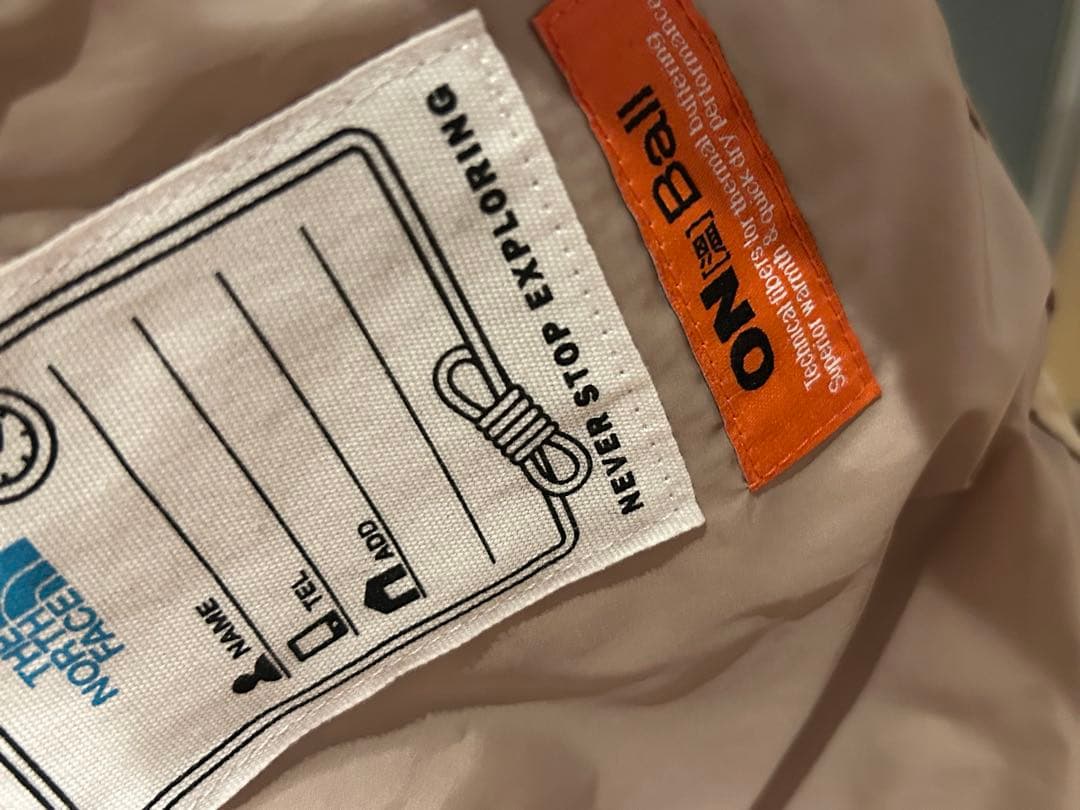 THE
NORTH
FACE
NAME
TEL
ADD
NEVER STOP EXPLORING
ON[温]Ball
Technical fibers for thermal buffering
Superior warmth & quick dry performance